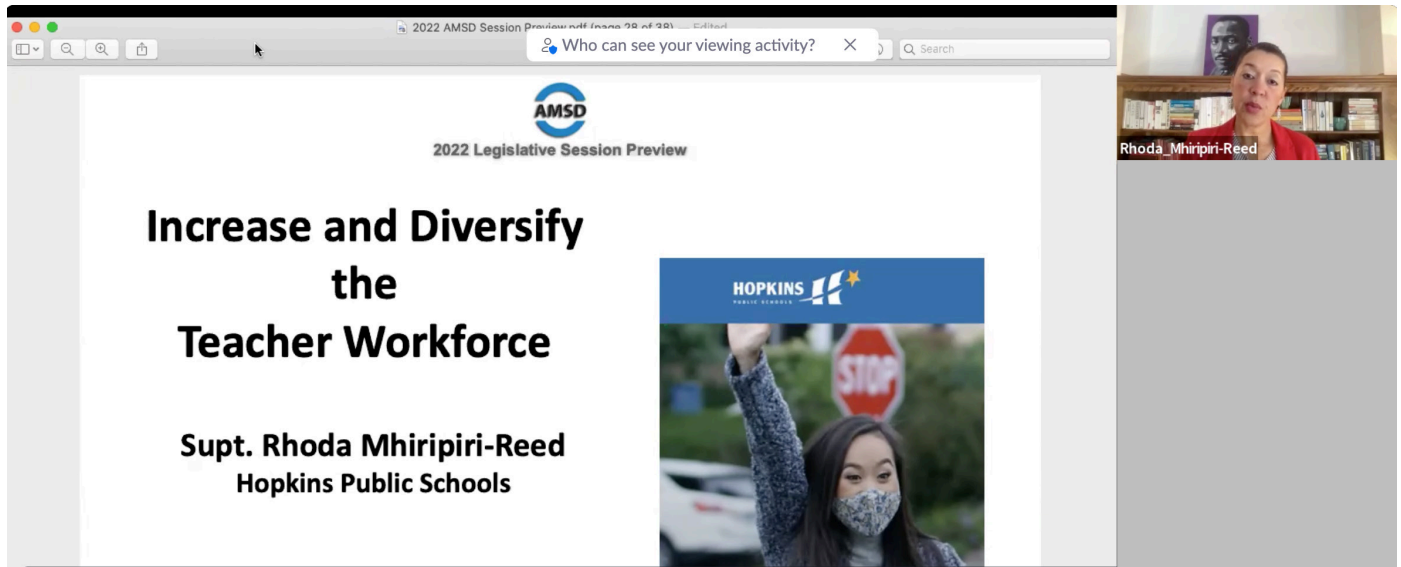 2022 AMSD Session Preview.pdf (page 28 of 38) — Edited
Who can see your viewing activity?
Search
AMSD
2022 Legislative Session Preview
Increase and Diversify
the
Teacher Workforce
Supt. Rhoda Mhiripiri-Reed
Hopkins Public Schools
HOPKINS
PUBLIC SCHOOLS
STOP
Rhoda_Mhiripiri-Reed